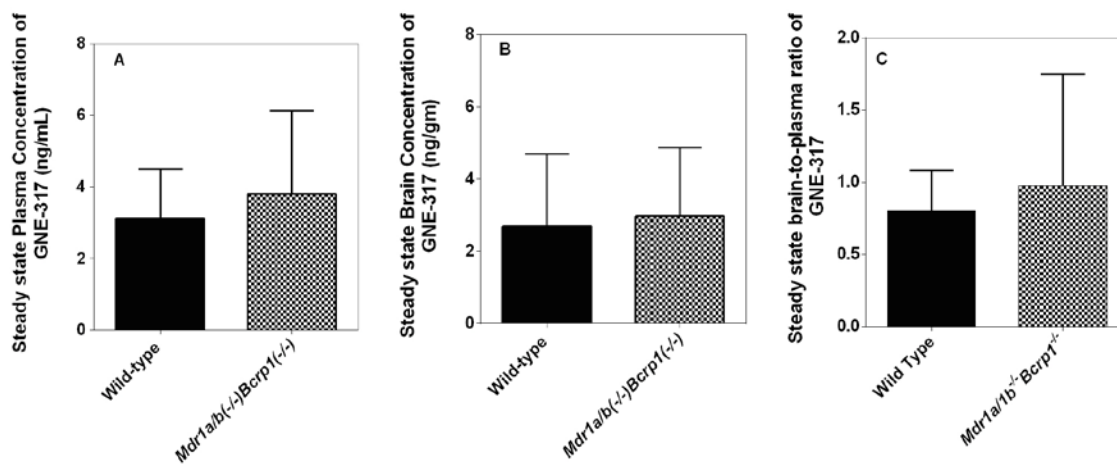 Steady state Plasma Concentration of
GNE-317 (ng/mL)
8
6
4
2
0
A
Wild-type
Mdr1a/b(-/-)Bcrp1(-/-)
Steady state Brain Concentration of
GNE-317 (ng/gm)
8
6
4
2
0
B
Wild-type
Mdr1a/b(-/-)Bcrp1(-/-)
Steady state brain-to-plasma ratio of
GNE-317
2.0
1.5
1.0
0.5
0.0
C
Wild Type
Mdr1a/1b⁻/⁻Bcrp1⁻/⁻